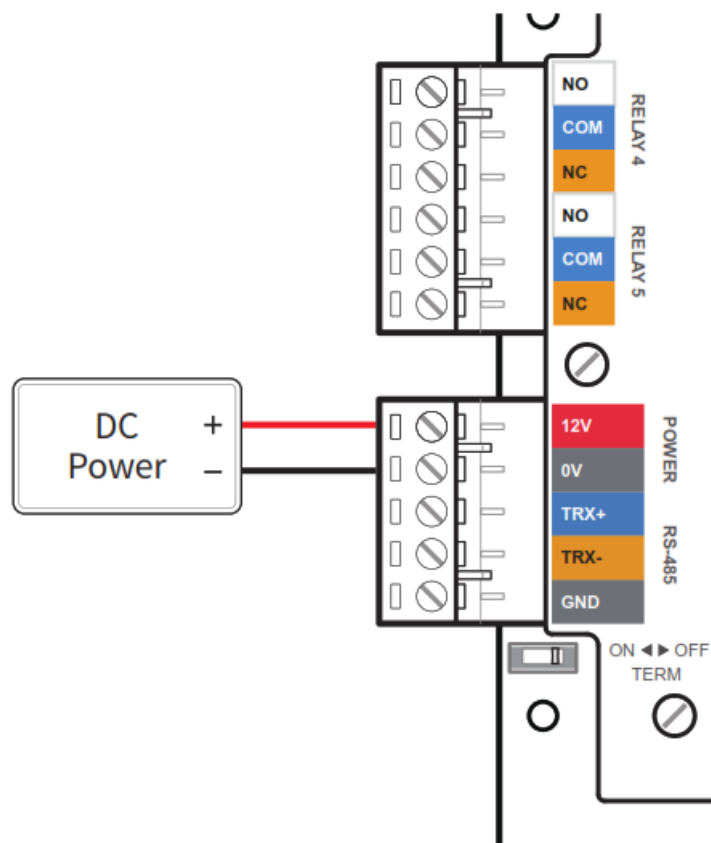 NO
COM
NC
RELAY 4
NO
COM
NC
RELAY 5
DC
Power
+
–
12V
0V
POWER
TRX+
TRX-
GND
RS-485
ON ◀▶ OFF
TERM